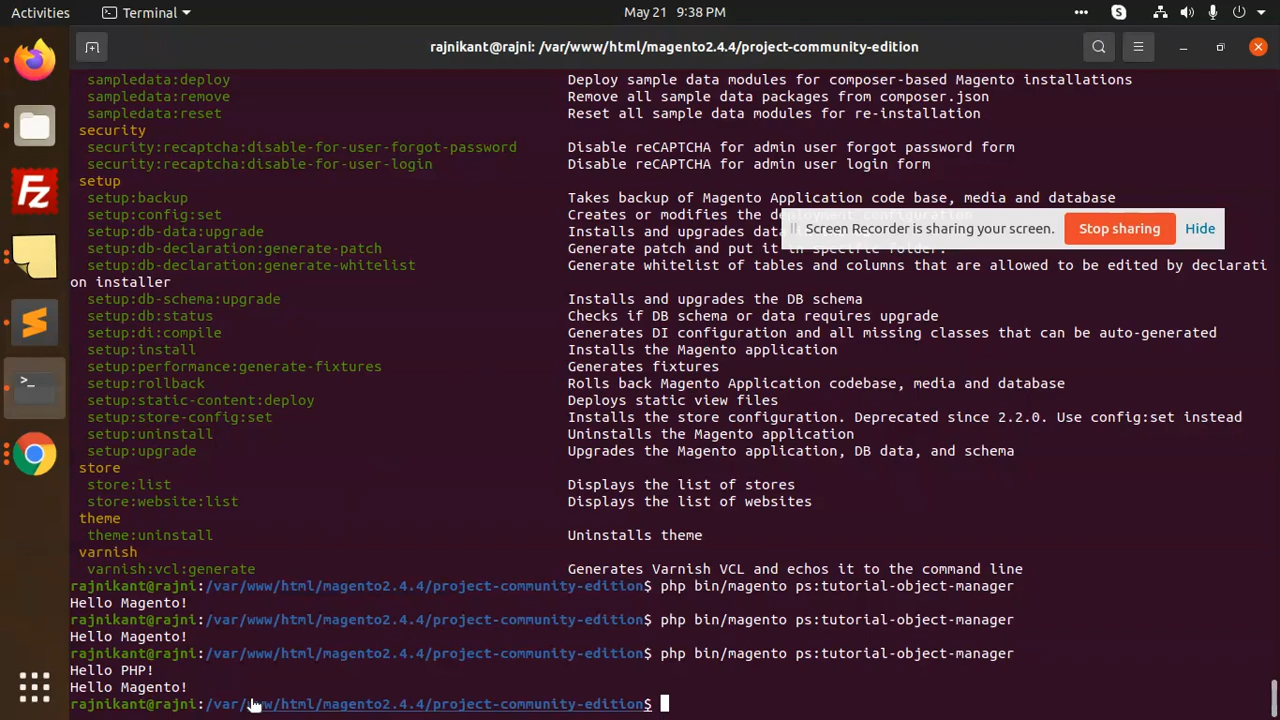 Activities Terminal May 21 9:38 PM
rajnikant@rajni: /var/www/html/magento2.4.4/project-community-edition
sampledata:deploy Deploy sample data modules for composer-based Magento installations
sampledata:remove Remove all sample data packages from composer.json
sampledata:reset Reset all sample data modules for re-installation
security
security:recaptcha:disable-for-user-forgot-password Disable reCAPTCHA for admin user forgot password form
security:recaptcha:disable-for-user-login Disable reCAPTCHA for admin user login form
setup
setup:backup Takes backup of Magento Application code base, media and database
setup:config:set Creates or modifies the deployment configuration
Screen Recorder is sharing your screen. Stop sharing Hide
setup:db-data:upgrade Installs and upgrades data
setup:db-declaration:generate-patch Generate patch and put it in specific folder.
setup:db-declaration:generate-whitelist Generate whitelist of tables and columns that are allowed to be edited by declarati
on installer
setup:db-schema:upgrade Installs and upgrades the DB schema
setup:db:status Checks if DB schema or data requires upgrade
setup:di:compile Generates DI configuration and all missing classes that can be auto-generated
setup:install Installs the Magento application
setup:performance:generate-fixtures Generates fixtures
setup:rollback Rolls back Magento Application codebase, media and database
setup:static-content:deploy Deploys static view files
setup:store-config:set Installs the store configuration. Deprecated since 2.2.0. Use config:set instead
setup:uninstall Uninstalls the Magento application
setup:upgrade Upgrades the Magento application, DB data, and schema
store
store:list Displays the list of stores
store:website:list Displays the list of websites
theme
theme:uninstall Uninstalls theme
varnish
varnish:vcl:generate Generates Varnish VCL and echos it to the command line
rajnikant@rajni:/var/www/html/magento2.4.4/project-community-edition$ php bin/magento ps:tutorial-object-manager
Hello Magento!
rajnikant@rajni:/var/www/html/magento2.4.4/project-community-edition$ php bin/magento ps:tutorial-object-manager
Hello Magento!
rajnikant@rajni:/var/www/html/magento2.4.4/project-community-edition$ php bin/magento ps:tutorial-object-manager
Hello PHP!
Hello Magento!
rajnikant@rajni:/var/www/html/magento2.4.4/project-community-edition$